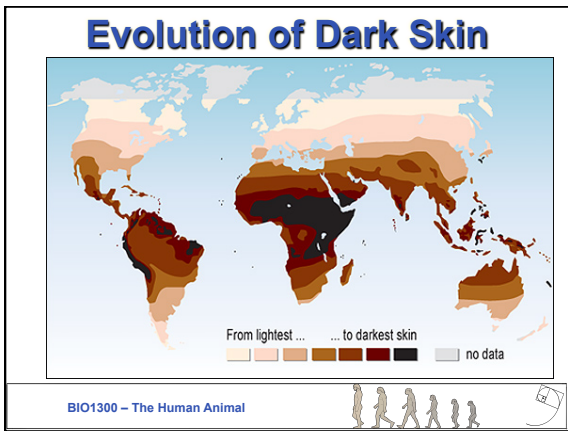 Evolution of Dark Skin
From lightest ... ... to darkest skin
no data
BIO1300 – The Human Animal